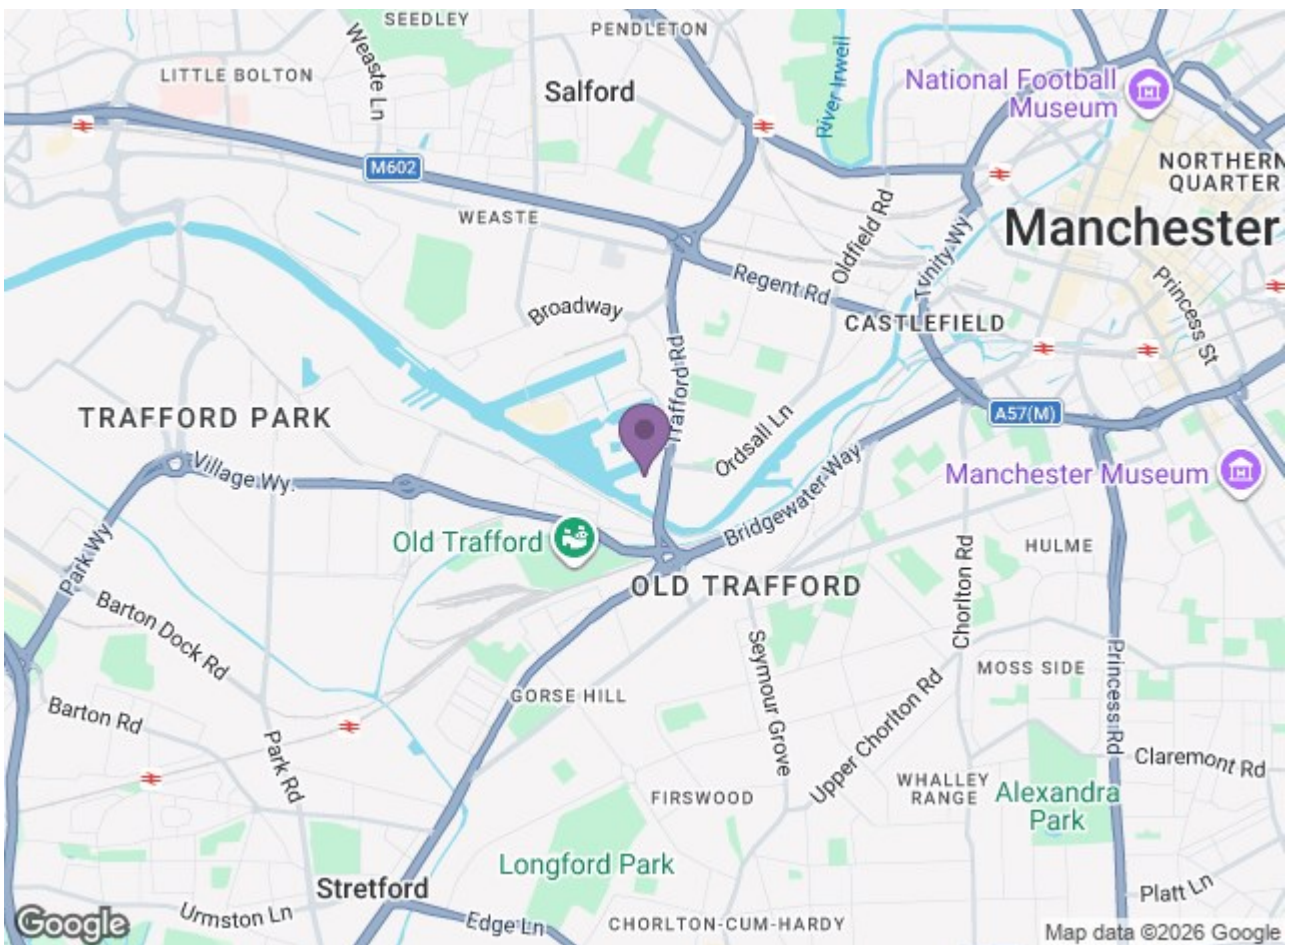 SEEDLEY
PENDLETON
Weaste Ln
LITTLE BOLTON
Salford
River Irwell
National Football
Museum
M602
NORTHERN
QUARTER
WEASTE
Oldfield Rd
Trinity Wy
Manchester
Regent Rd
Princess St
Broadway
CASTLEFIELD
Trafford Rd
TRAFFORD PARK
Ordsall Ln
A57(M)
Village Wy.
Bridgewater Way
Manchester Museum
Park Wy
Old Trafford
Chorlton Rd
HULME
OLD TRAFFORD
Barton Dock Rd
Seymour Grove
Princess Rd
MOSS SIDE
GORSE HILL
Upper Chorlton Rd
Barton Rd
Park Rd
Claremont Rd
WHALLEY
RANGE
Alexandra
Park
FIRSWOOD
Longford Park
Stretford
Platt Ln
Urmston Ln
Edge Ln
CHORLTON-CUM-HARDY
Google
Map data ©2026 Google